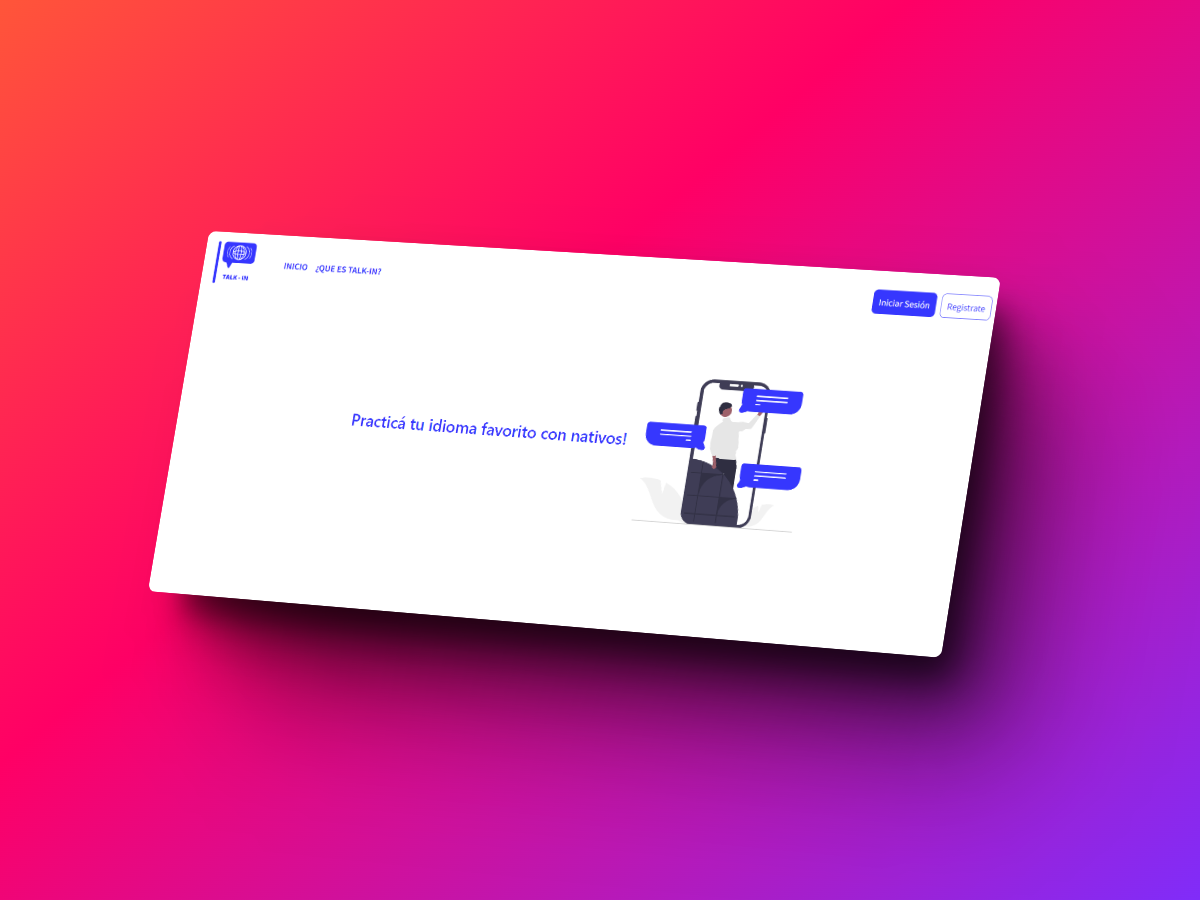 TALK - IN
INICIO ¿QUE ES TALK-IN?
Iniciar Sesión Registrate
Practicá tu idioma favorito con nativos!